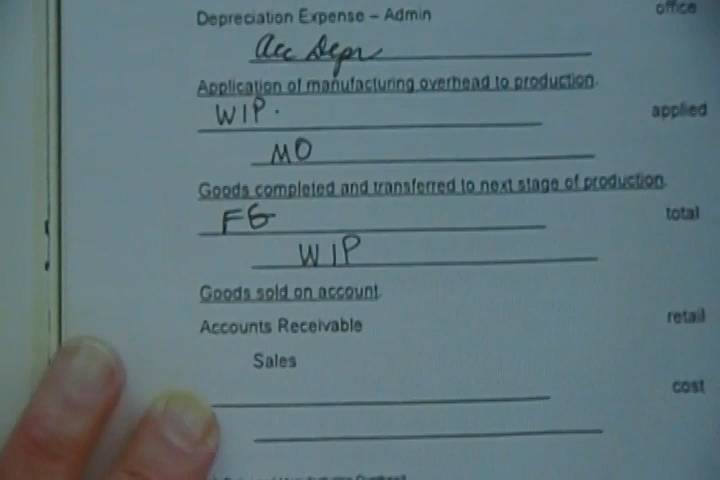 Depreciation Expense – Admin office
Acc Depr
Application of manufacturing overhead to production.
WIP. applied
MO
Goods completed and transferred to next stage of production.
FG total
WIP
Goods sold on account.
Accounts Receivable retail
Sales
cost